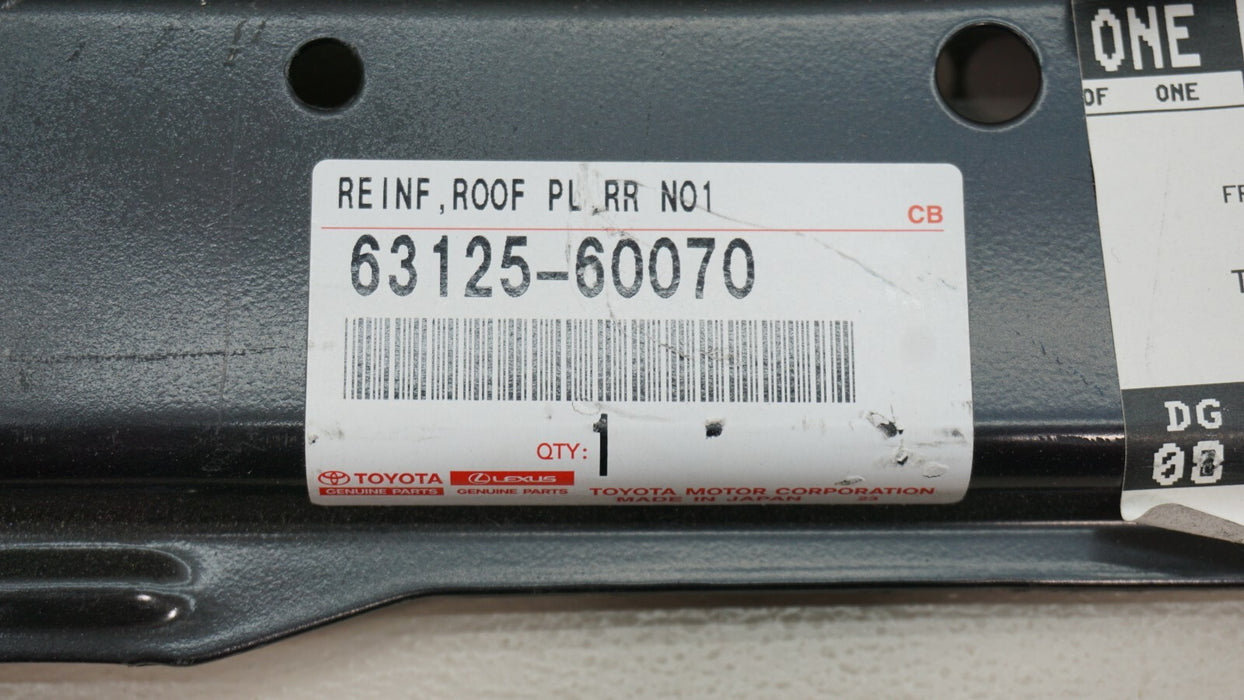 REINF,ROOF PL RR NO1
CB
63125-60070
QTY: 1
TOYOTA
GENUINE PARTS
LEXUS
GENUINE PARTS
TOYOTA MOTOR CORPORATION
MADE IN JAPAN 23
ONE
OF ONE
DG